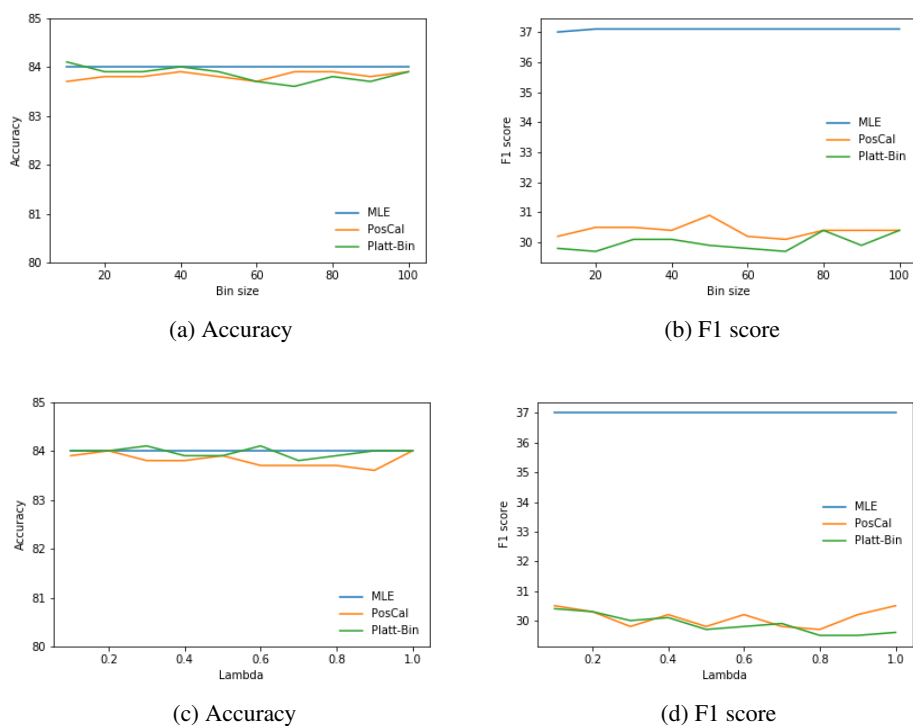 85
84
83
82
81
80
Accuracy
MLE
PosCal
Platt-Bin
20 40 60 80 100
Bin size
(a) Accuracy
37
36
35
34
33
32
31
30
F1 score
MLE
PosCal
Platt-Bin
20 40 60 80 100
Bin size
(b) F1 score
85
84
83
82
81
80
Accuracy
MLE
PosCal
Platt-Bin
0.2 0.4 0.6 0.8 1.0
Lambda
(c) Accuracy
37
36
35
34
33
32
31
30
F1 score
MLE
PosCal
Platt-Bin
0.2 0.4 0.6 0.8 1.0
Lambda
(d) F1 score